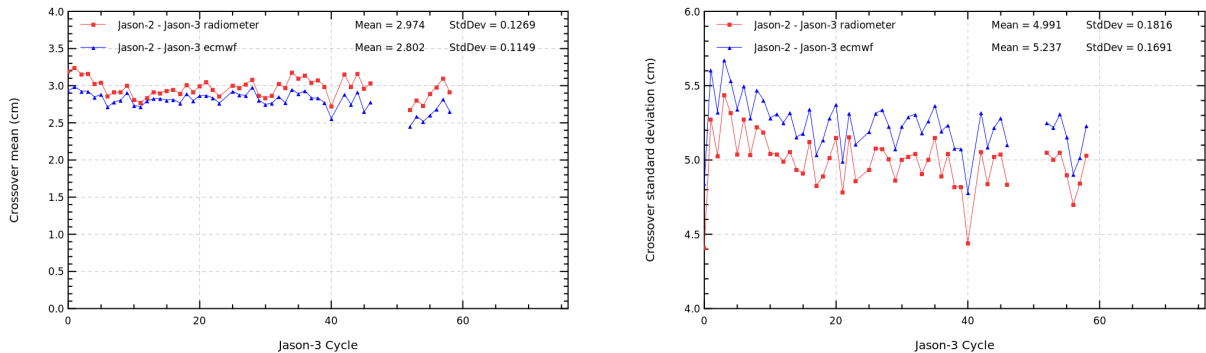 4.0
3.5
3.0
2.5
2.0
1.5
1.0
0.5
0.0
Crossover mean (cm)
Jason-2 - Jason-3 radiometer Mean = 2.974 StdDev = 0.1269
Jason-2 - Jason-3 ecmwf Mean = 2.802 StdDev = 0.1149
0 20 40 60
Jason-3 Cycle
6.0
5.5
5.0
4.5
4.0
Crossover standard deviation (cm)
Jason-2 - Jason-3 radiometer Mean = 4.991 StdDev = 0.1816
Jason-2 - Jason-3 ecmwf Mean = 5.237 StdDev = 0.1691
0 20 40 60
Jason-3 Cycle